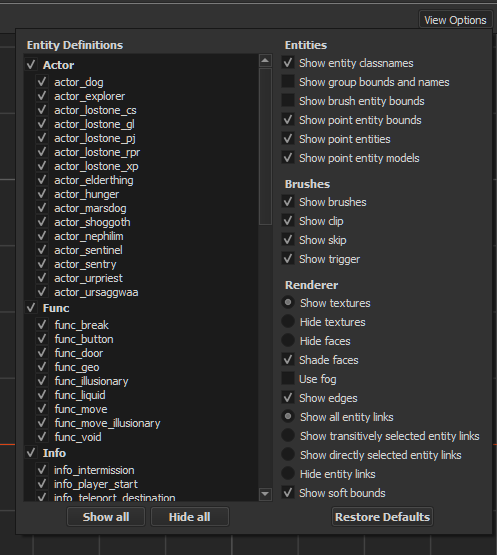 View Options
Entity Definitions
Actor
actor_dog
actor_explorer
actor_lostone_cs
actor_lostone_gl
actor_lostone_pj
actor_lostone_rpr
actor_lostone_xp
actor_elderthing
actor_hunger
actor_marsdog
actor_shoggoth
actor_nephilim
actor_sentinel
actor_sentry
actor_urpriest
actor_ursaggwaa
Func
func_break
func_button
func_door
func_geo
func_illusionary
func_liquid
func_move
func_move_illusionary
func_void
Info
info_intermission
info_player_start
info_teleport_destination
Show all
Hide all
Entities
Show entity classnames
Show group bounds and names
Show brush entity bounds
Show point entity bounds
Show point entities
Show point entity models
Brushes
Show brushes
Show clip
Show skip
Show trigger
Renderer
Show textures
Hide textures
Hide faces
Shade faces
Use fog
Show edges
Show all entity links
Show transitively selected entity links
Show directly selected entity links
Hide entity links
Show soft bounds
Restore Defaults